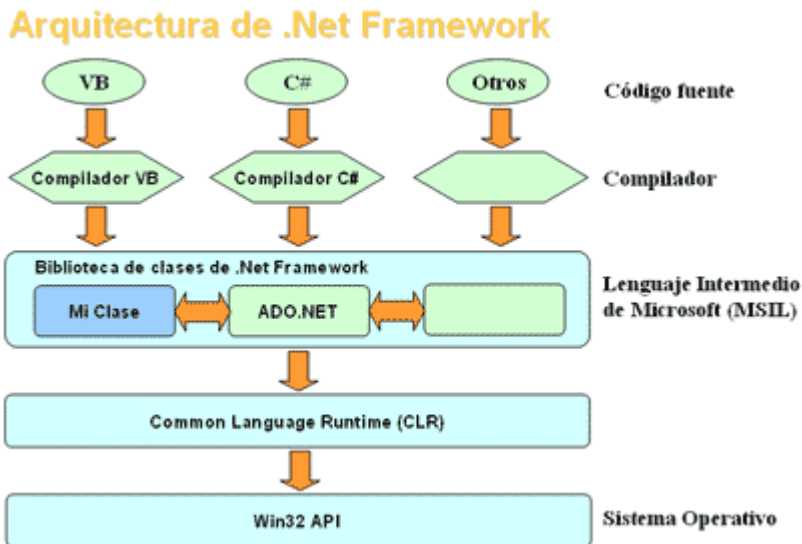 Arquitectura de .Net Framework
VB
C#
Otros
Código fuente
Compilador VB
Compilador C#
Compilador
Biblioteca de clases de .Net Framework
Mi Clase
ADO.NET
Lenguaje Intermedio
de Microsoft (MSIL)
Common Language Runtime (CLR)
Win32 API
Sistema Operativo